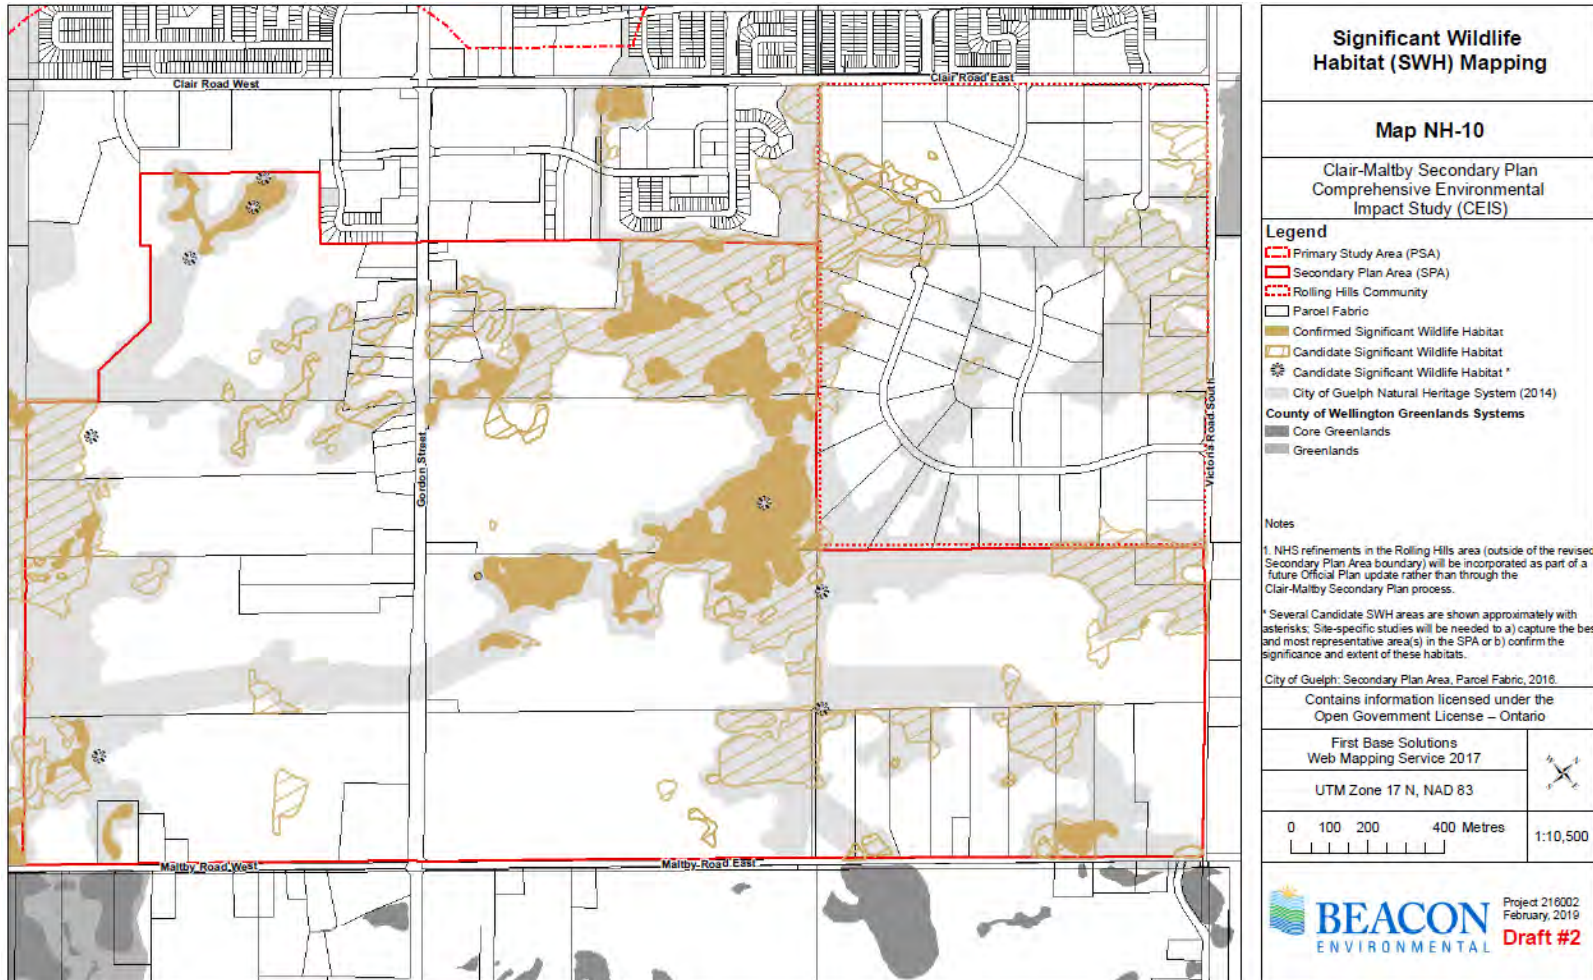 Clair Road West
Clair Road East
Gordon Street
Victoria Road South
Maltby Road West
Maltby Road East
Significant Wildlife
Habitat (SWH) Mapping
Map NH-10
Clair-Maltby Secondary Plan
Comprehensive Environmental
Impact Study (CEIS)
Legend
Primary Study Area (PSA)
Secondary Plan Area (SPA)
Rolling Hills Community
Parcel Fabric
Confirmed Significant Wildlife Habitat
Candidate Significant Wildlife Habitat
Candidate Significant Wildlife Habitat *
City of Guelph Natural Heritage System (2014)
County of Wellington Greenlands Systems
Core Greenlands
Greenlands
Notes
1. NHS refinements in the Rolling Hills area (outside of the revised
Secondary Plan Area boundary) will be incorporated as part of a
future Official Plan update rather than through the
Clair-Maltby Secondary Plan process.
* Several Candidate SWH areas are shown approximately with
asterisks; Site-specific studies will be needed to a) capture the bes
and most representative area(s) in the SPA or b) confirm the
significance and extent of these habitats.
City of Guelph: Secondary Plan Area, Parcel Fabric, 2016.
Contains information licensed under the
Open Government License – Ontario
First Base Solutions
Web Mapping Service 2017
UTM Zone 17 N, NAD 83
0 100 200 400 Metres
1:10,500
BEACON
ENVIRONMENTAL
Project 216002
February, 2019
Draft #2